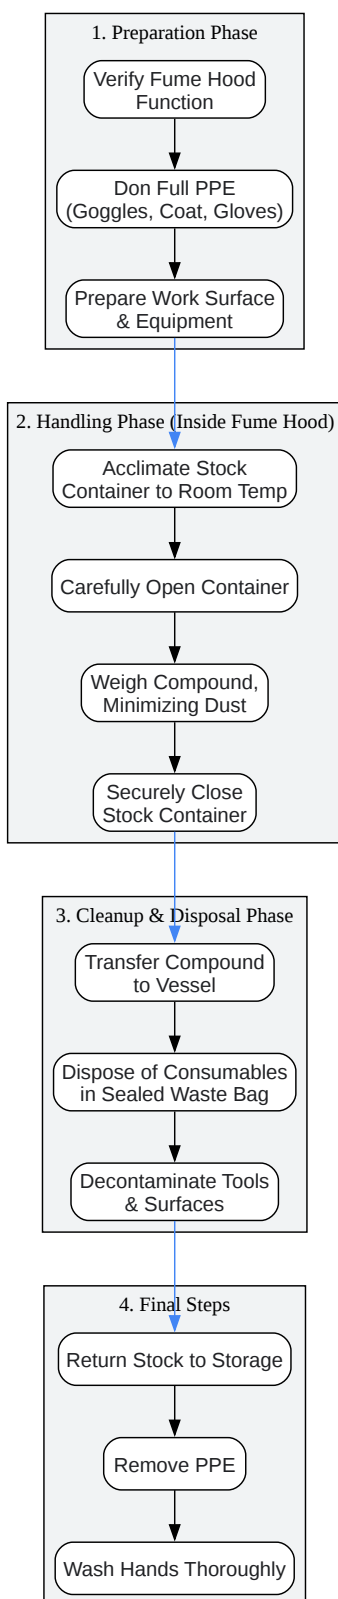 1. Preparation Phase
Verify Fume Hood
Function
Don Full PPE
(Goggles, Coat, Gloves)
Prepare Work Surface
& Equipment
2. Handling Phase (Inside Fume Hood)
Acclimate Stock
Container to Room Temp
Carefully Open Container
Weigh Compound,
Minimizing Dust
Securely Close
Stock Container
3. Cleanup & Disposal Phase
Transfer Compound
to Vessel
Dispose of Consumables
in Sealed Waste Bag
Decontaminate Tools
& Surfaces
4. Final Steps
Return Stock to Storage
Remove PPE
Wash Hands Thoroughly